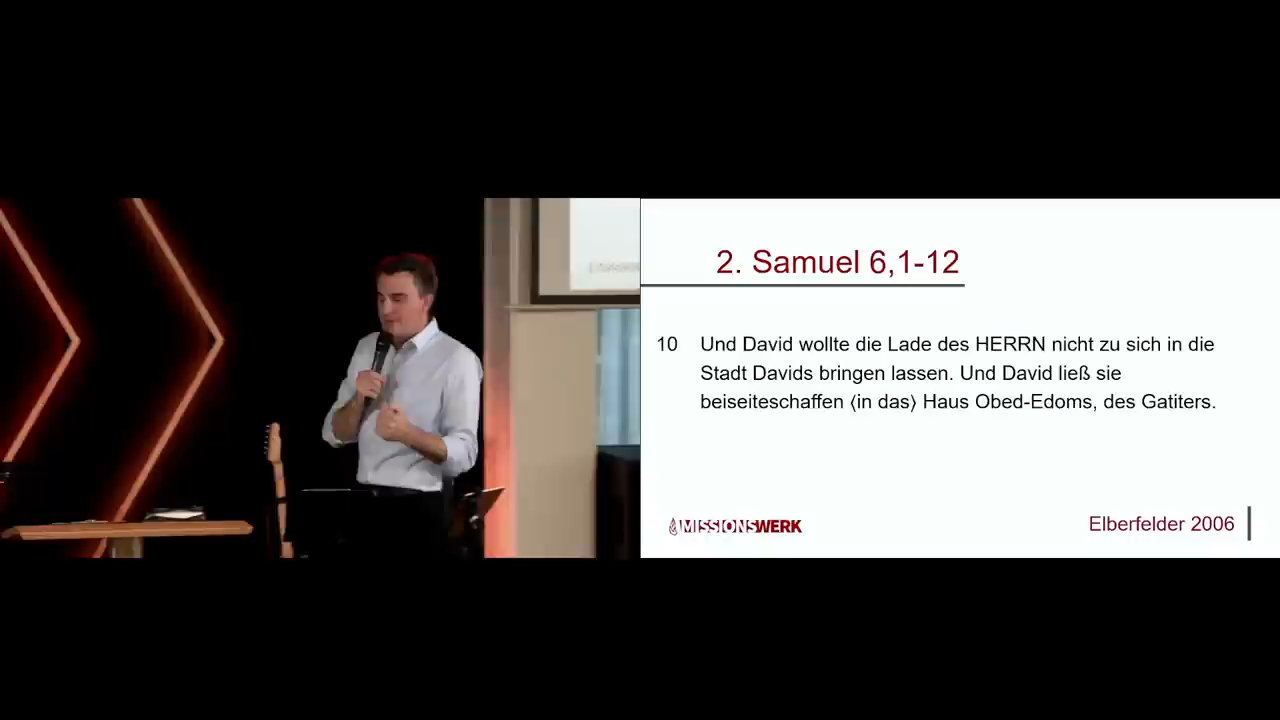 2. Samuel 6,1-12
10 Und David wollte die Lade des HERRN nicht zu sich in die
Stadt Davids bringen lassen. Und David ließ sie
beiseiteschaffen ⟨in das⟩ Haus Obed-Edoms, des Gatiters.
MISSIONSWERK
Elberfelder 2006